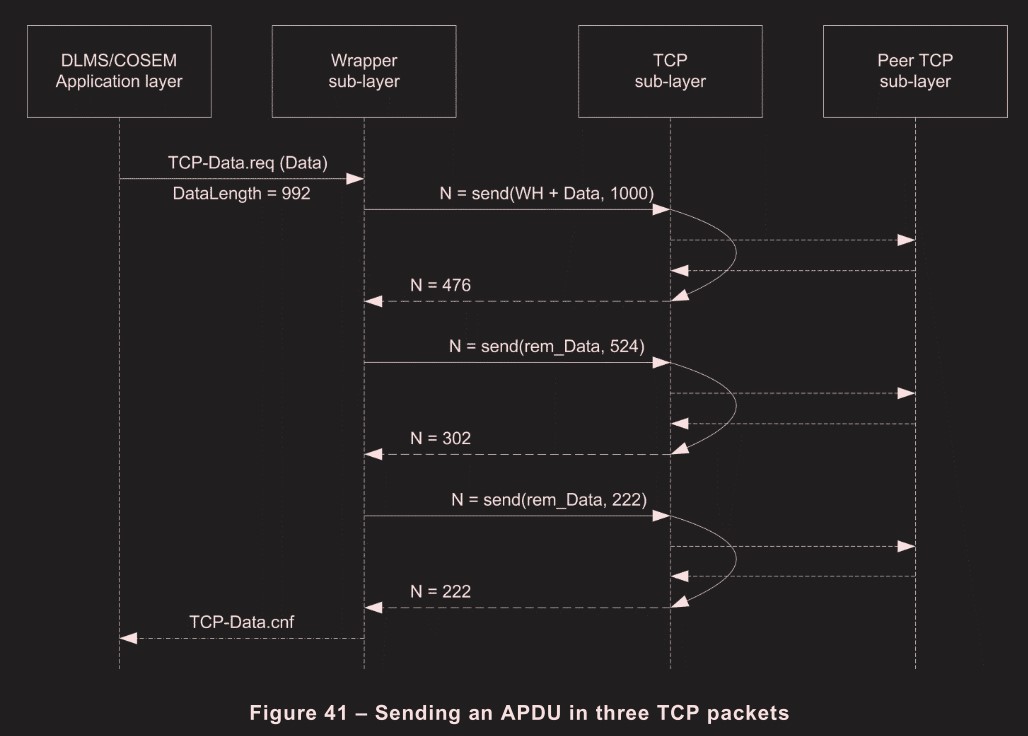 DLMS/COSEM
Application layer
Wrapper
sub-layer
TCP
sub-layer
Peer TCP
sub-layer
TCP-Data.req (Data)
DataLength = 992
N = send(WH + Data, 1000)
N = 476
N = send(rem_Data, 524)
N = 302
N = send(rem_Data, 222)
N = 222
TCP-Data.cnf
Figure 41 – Sending an APDU in three TCP packets